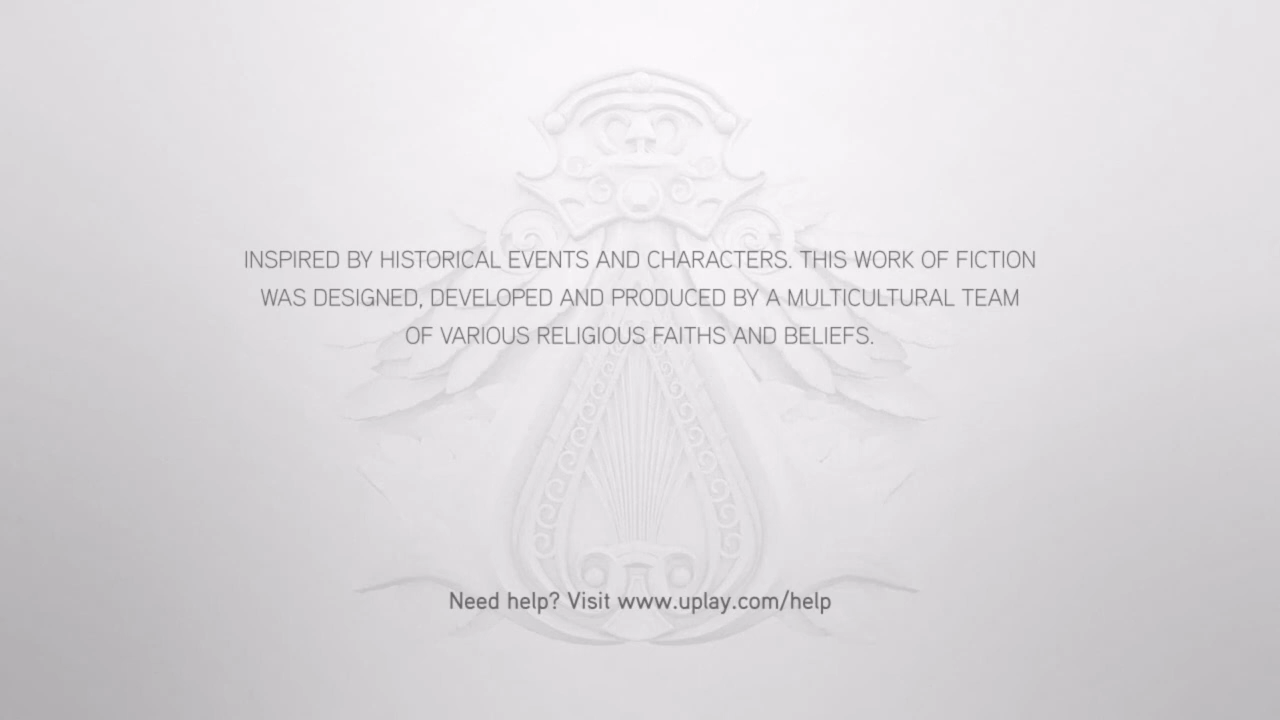 INSPIRED BY HISTORICAL EVENTS AND CHARACTERS. THIS WORK OF FICTION
WAS DESIGNED, DEVELOPED AND PRODUCED BY A MULTICULTURAL TEAM
OF VARIOUS RELIGIOUS FAITHS AND BELIEFS.
Need help? Visit www.uplay.com/help